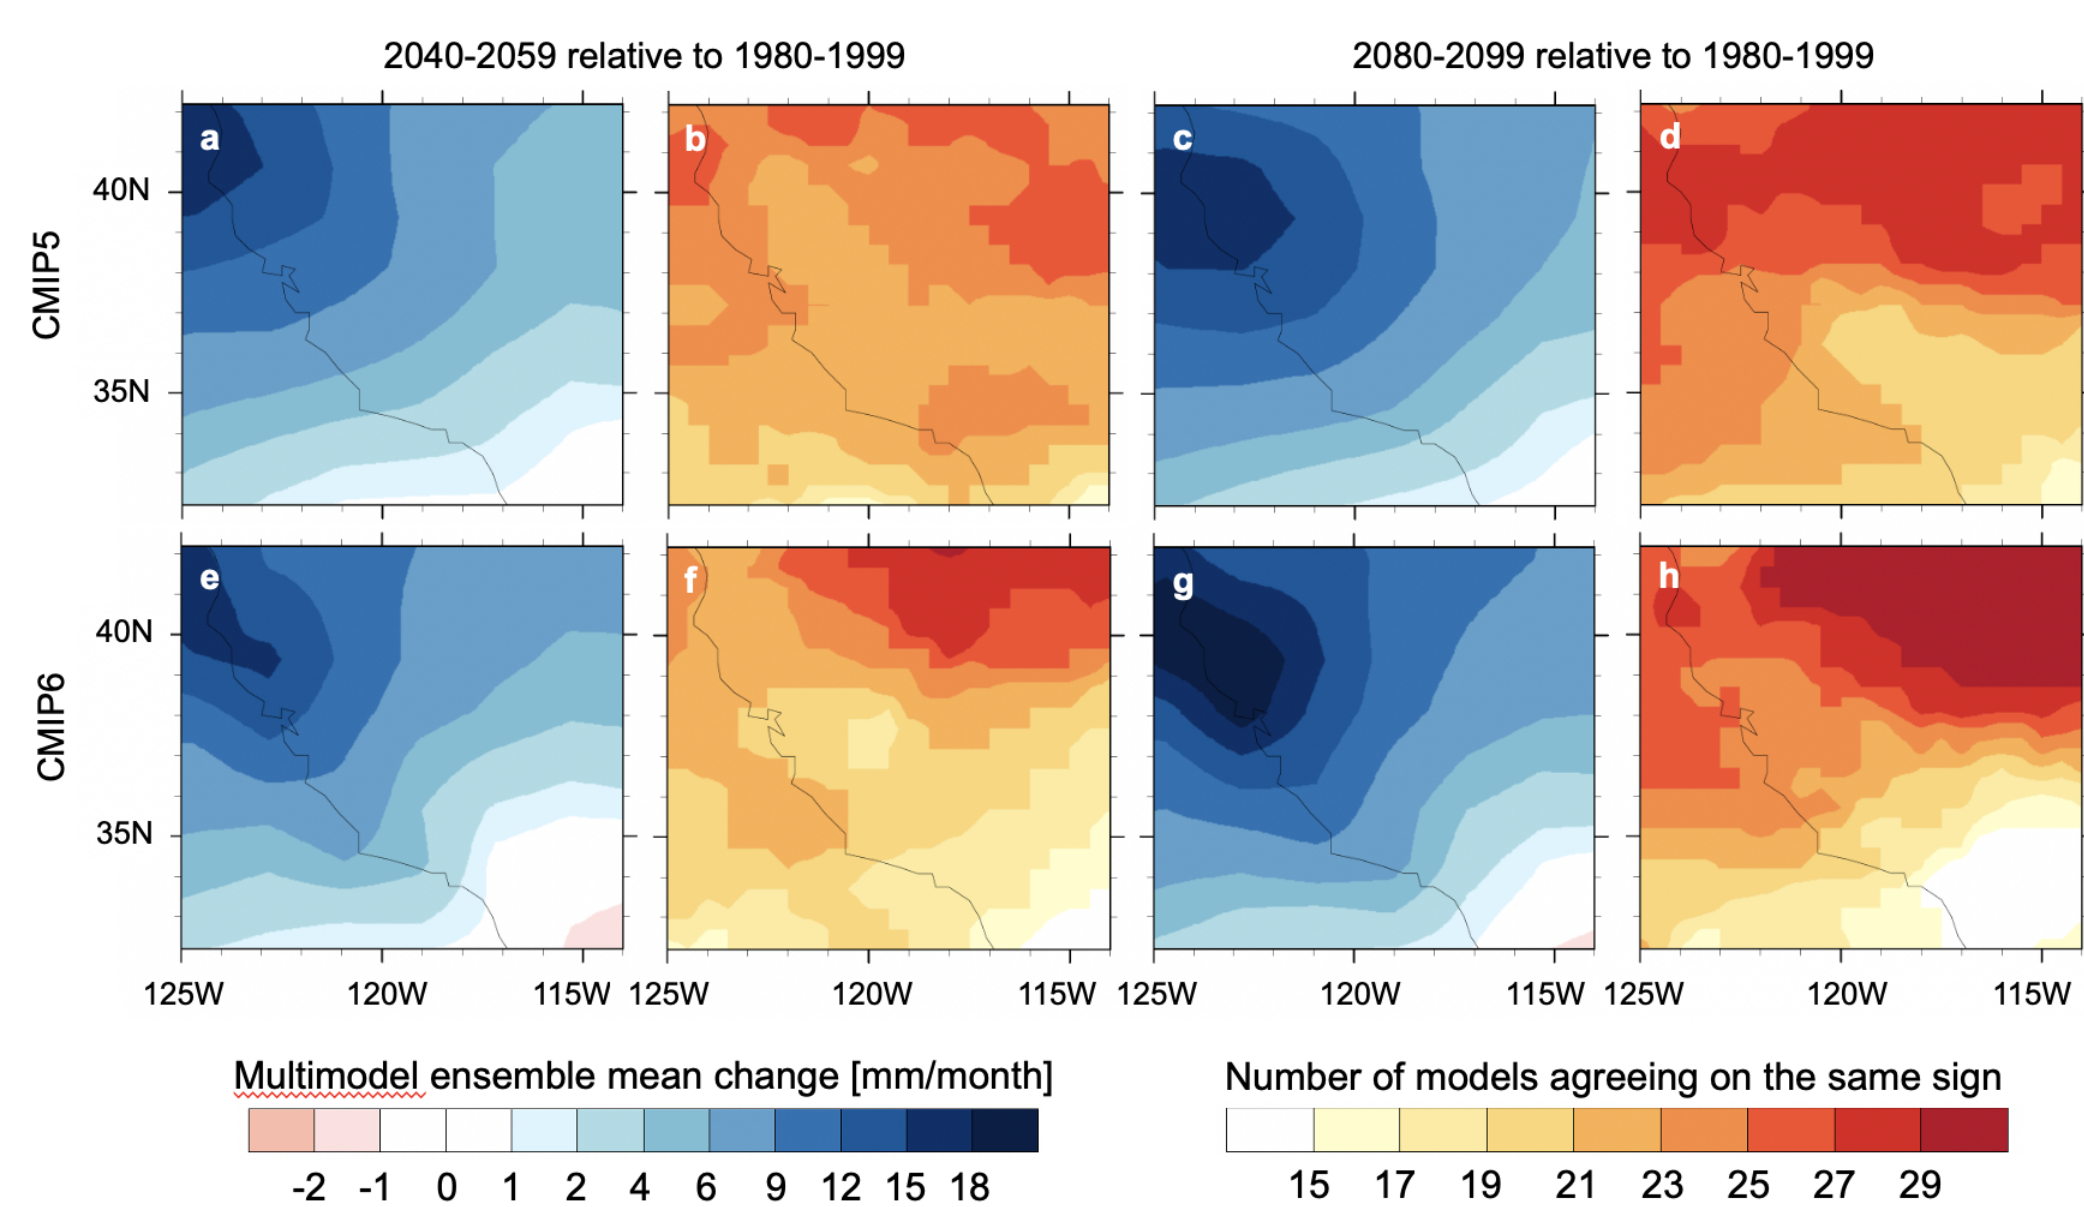 2040-2059 relative to 1980-1999
2080-2099 relative to 1980-1999
CMIP5
a
b
c
d
40N
35N
CMIP6
e
f
g
h
40N
35N
125W 120W 115W 125W 120W 115W 125W 120W 115W 125W 120W 115W
Multimodel ensemble mean change [mm/month]
-2 -1 0 1 2 4 6 9 12 15 18
Number of models agreeing on the same sign
15 17 19 21 23 25 27 29